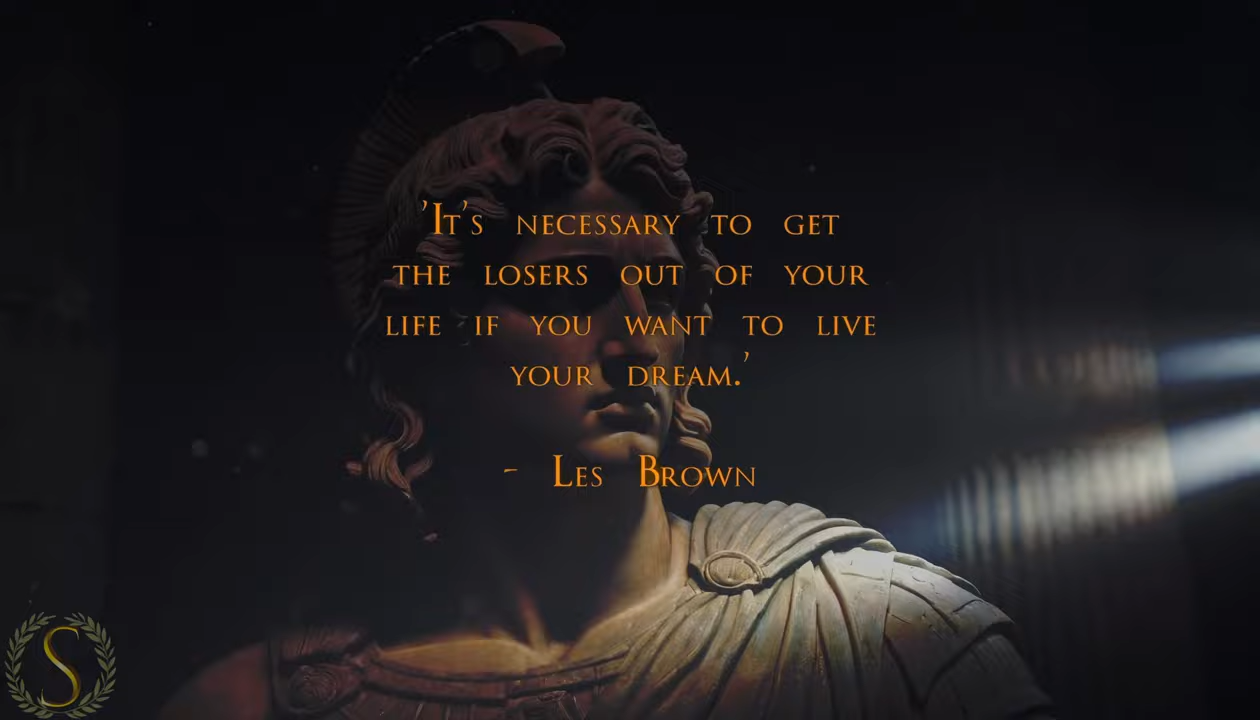 'It's necessary to get
the losers out of your
life if you want to live
your dream.'
- Les Brown
S